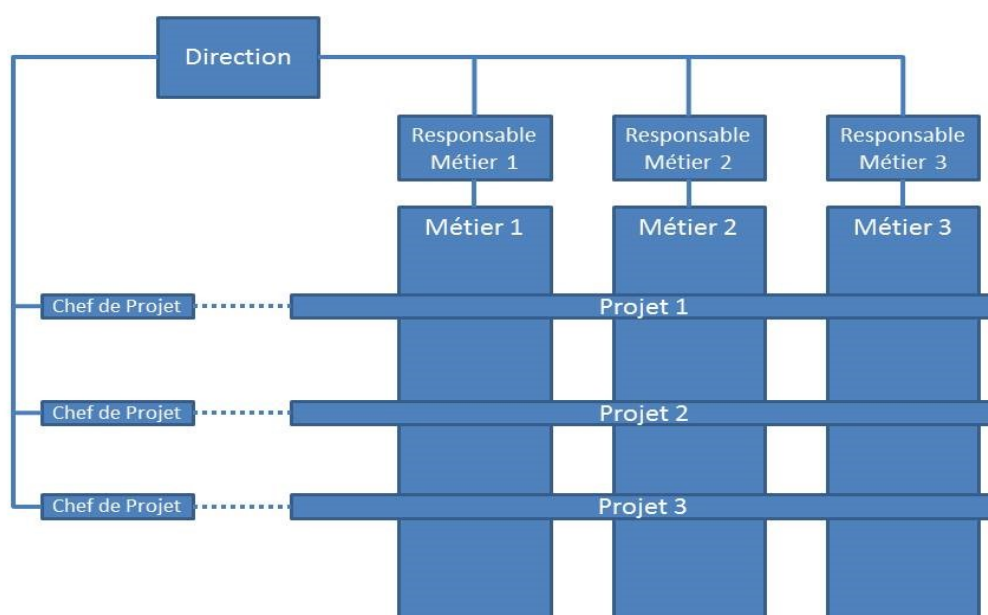 Direction
Responsable
Métier 1
Responsable
Métier 2
Responsable
Métier 3
Métier 1
Métier 2
Métier 3
Chef de Projet
Projet 1
Chef de Projet
Projet 2
Chef de Projet
Projet 3